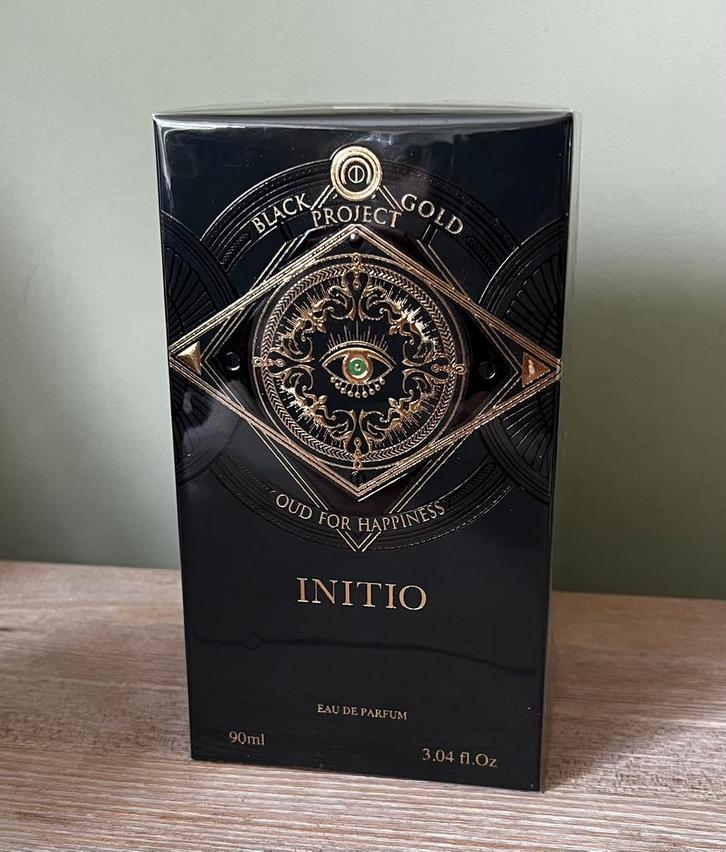 BLACK PROJECT GOLD
OUD FOR HAPPINESS
INITIO
EAU DE PARFUM
90ml
3.04 fl.Oz